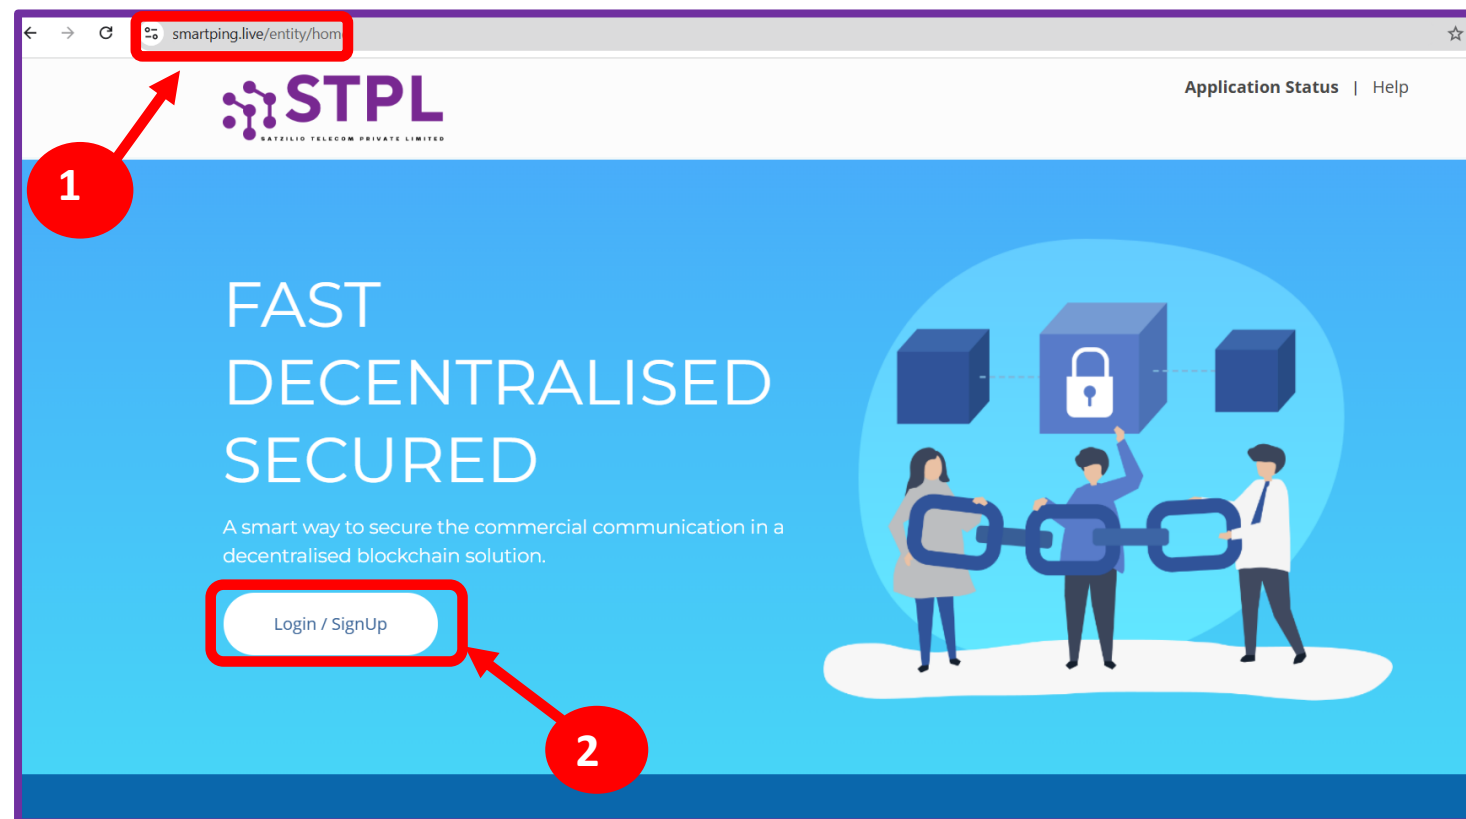 smartping.live/entity/hom
STPL
SATZILIO TELECOM PRIVATE LIMITED
Application Status | Help
1
FAST
DECENTRALISED
SECURED
A smart way to secure the commercial communication in a
decentralised blockchain solution.
Login / SignUp
2